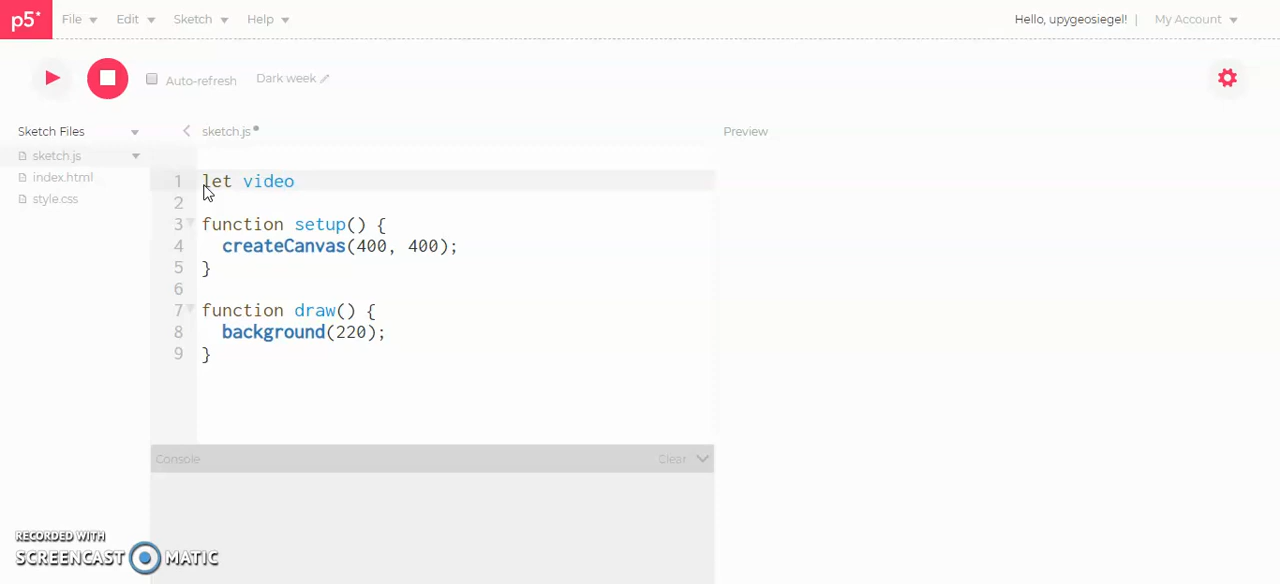 p5* File Edit Sketch Help Hello, upygeosiegel! | My Account
Auto-refresh Dark week
Sketch Files
sketch.js
index.html
style.css
sketch.js
Preview
1 let video
2
3 function setup() {
4 createCanvas(400, 400);
5 }
6
7 function draw() {
8 background(220);
9 }
Console Clear
RECORDED WITH
SCREENCAST MATIC